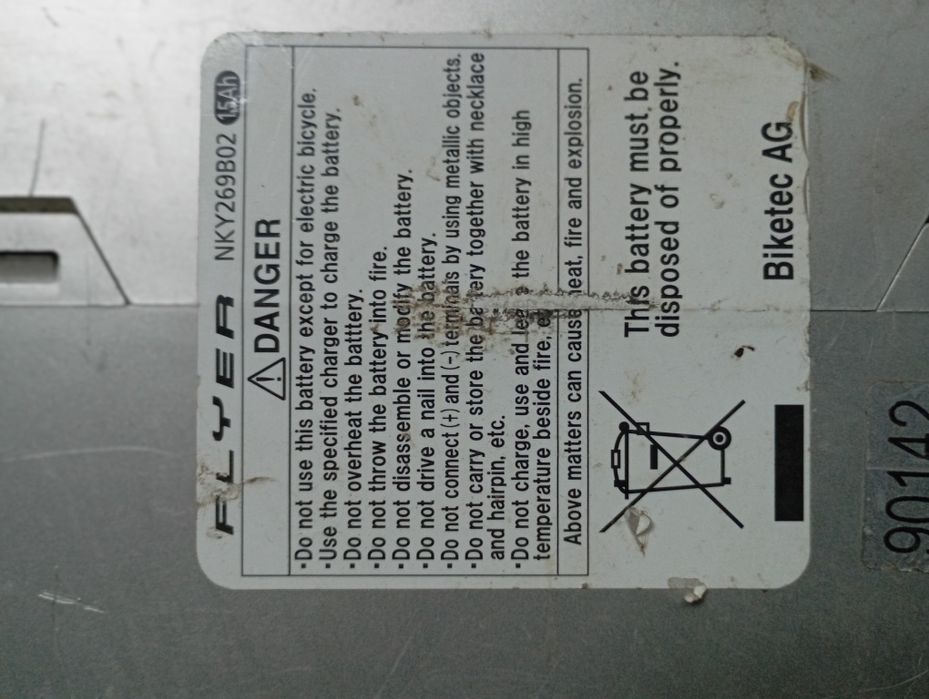 FLYER NKY269B02 15Ah
DANGER
▪ Do not use this battery except for electric bicycle.
▪ Use the specified charger to charge the battery.
▪ Do not overheat the battery.
▪ Do not throw the battery into fire.
▪ Do not disassemble or modify the battery.
▪ Do not drive a nail into the battery.
▪ Do not connect (+) and (-) terminals by using metallic objects.
▪ Do not carry or store the battery together with necklace
and hairpin, etc.
▪ Do not charge, use and the battery in high
temperature beside fire,
Above matters can cause heat, fire and explosion.
This battery must be
disposed of properly.
Biketec AG
90142